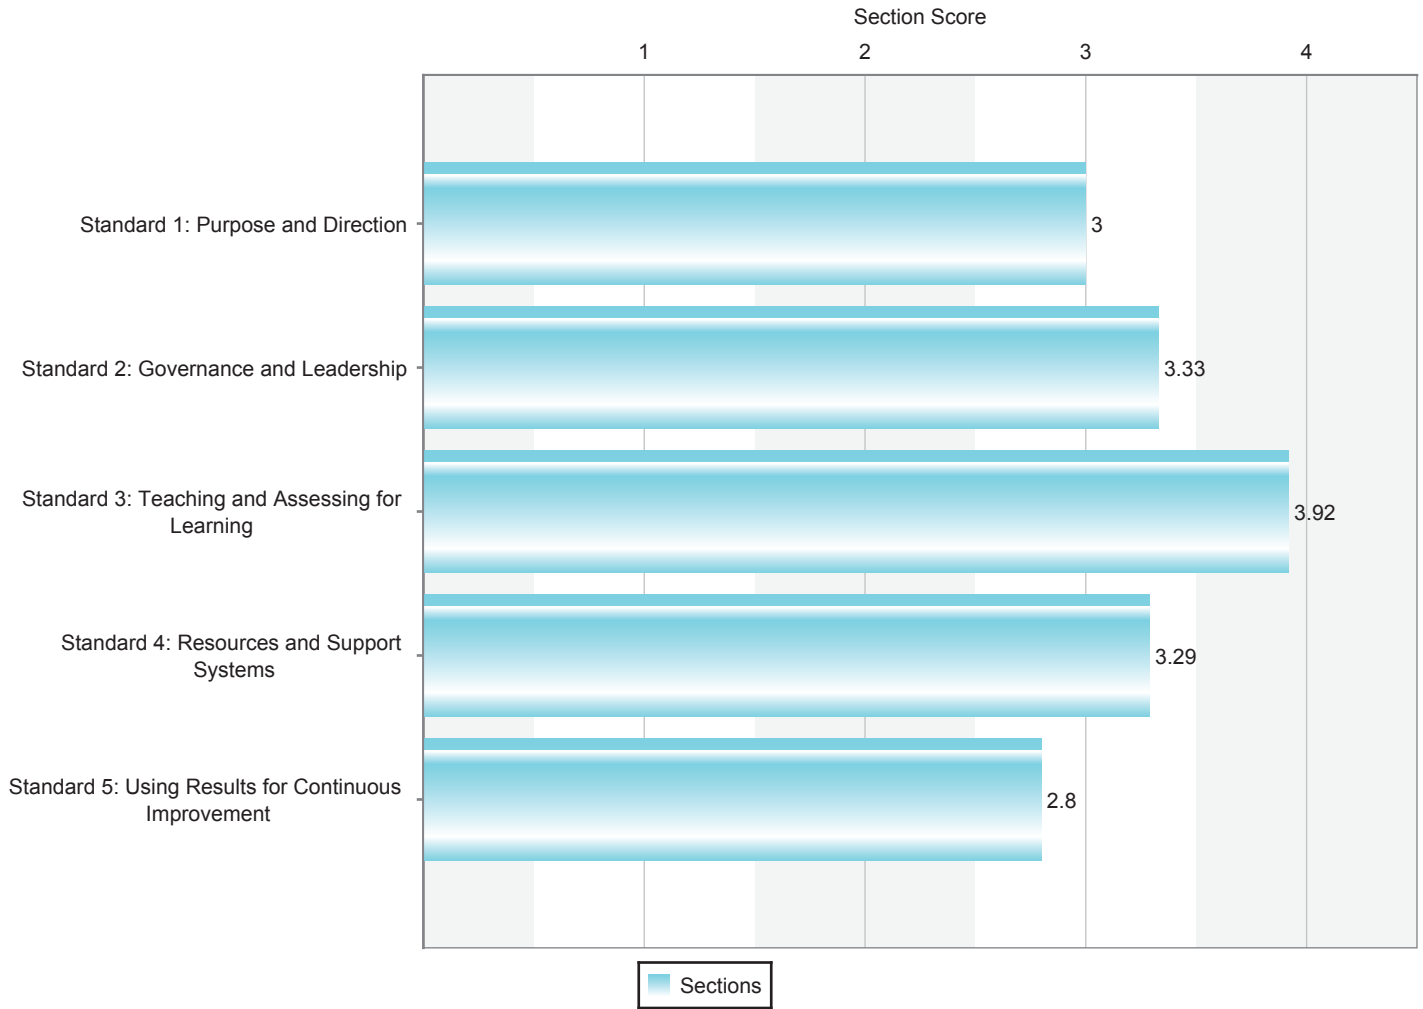 Section Score
1 2 3 4
Standard 1: Purpose and Direction
3
Standard 2: Governance and Leadership
3.33
Standard 3: Teaching and Assessing for
Learning
3.92
Standard 4: Resources and Support
Systems
3.29
Standard 5: Using Results for Continuous
Improvement
2.8
Sections